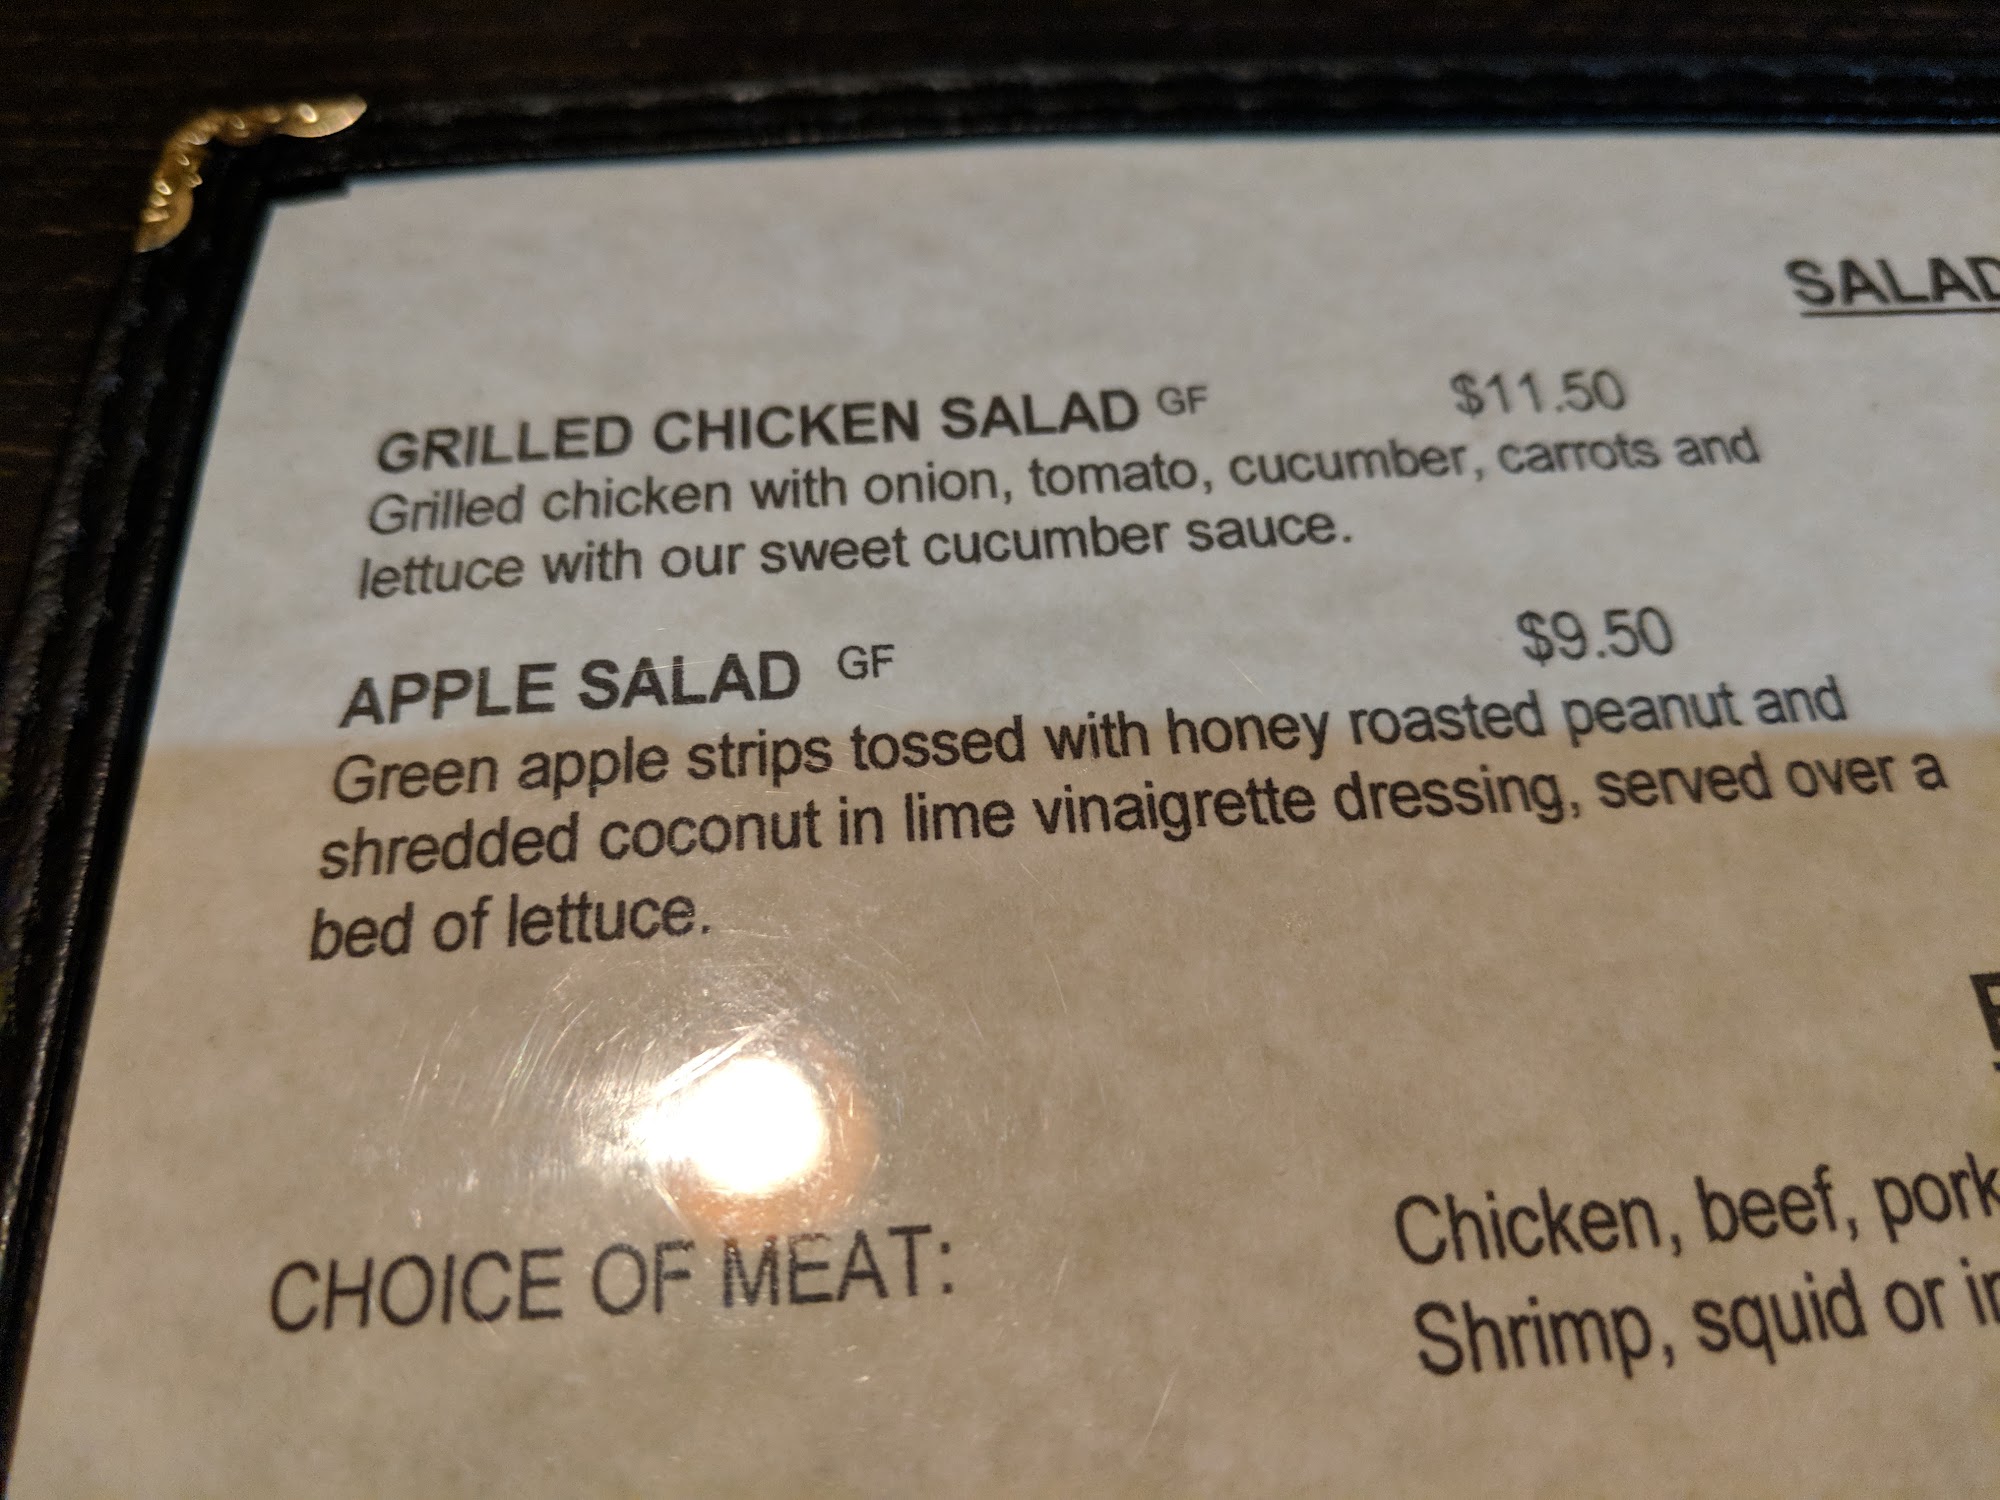 SALAD
GRILLED CHICKEN SALAD GF $11.50
Grilled chicken with onion, tomato, cucumber, carrots and
lettuce with our sweet cucumber sauce.
APPLE SALAD GF $9.50
Green apple strips tossed with honey roasted peanut and
shredded coconut in lime vinaigrette dressing, served over a
bed of lettuce.
CHOICE OF MEAT: Chicken, beef, pork
Shrimp, squid or